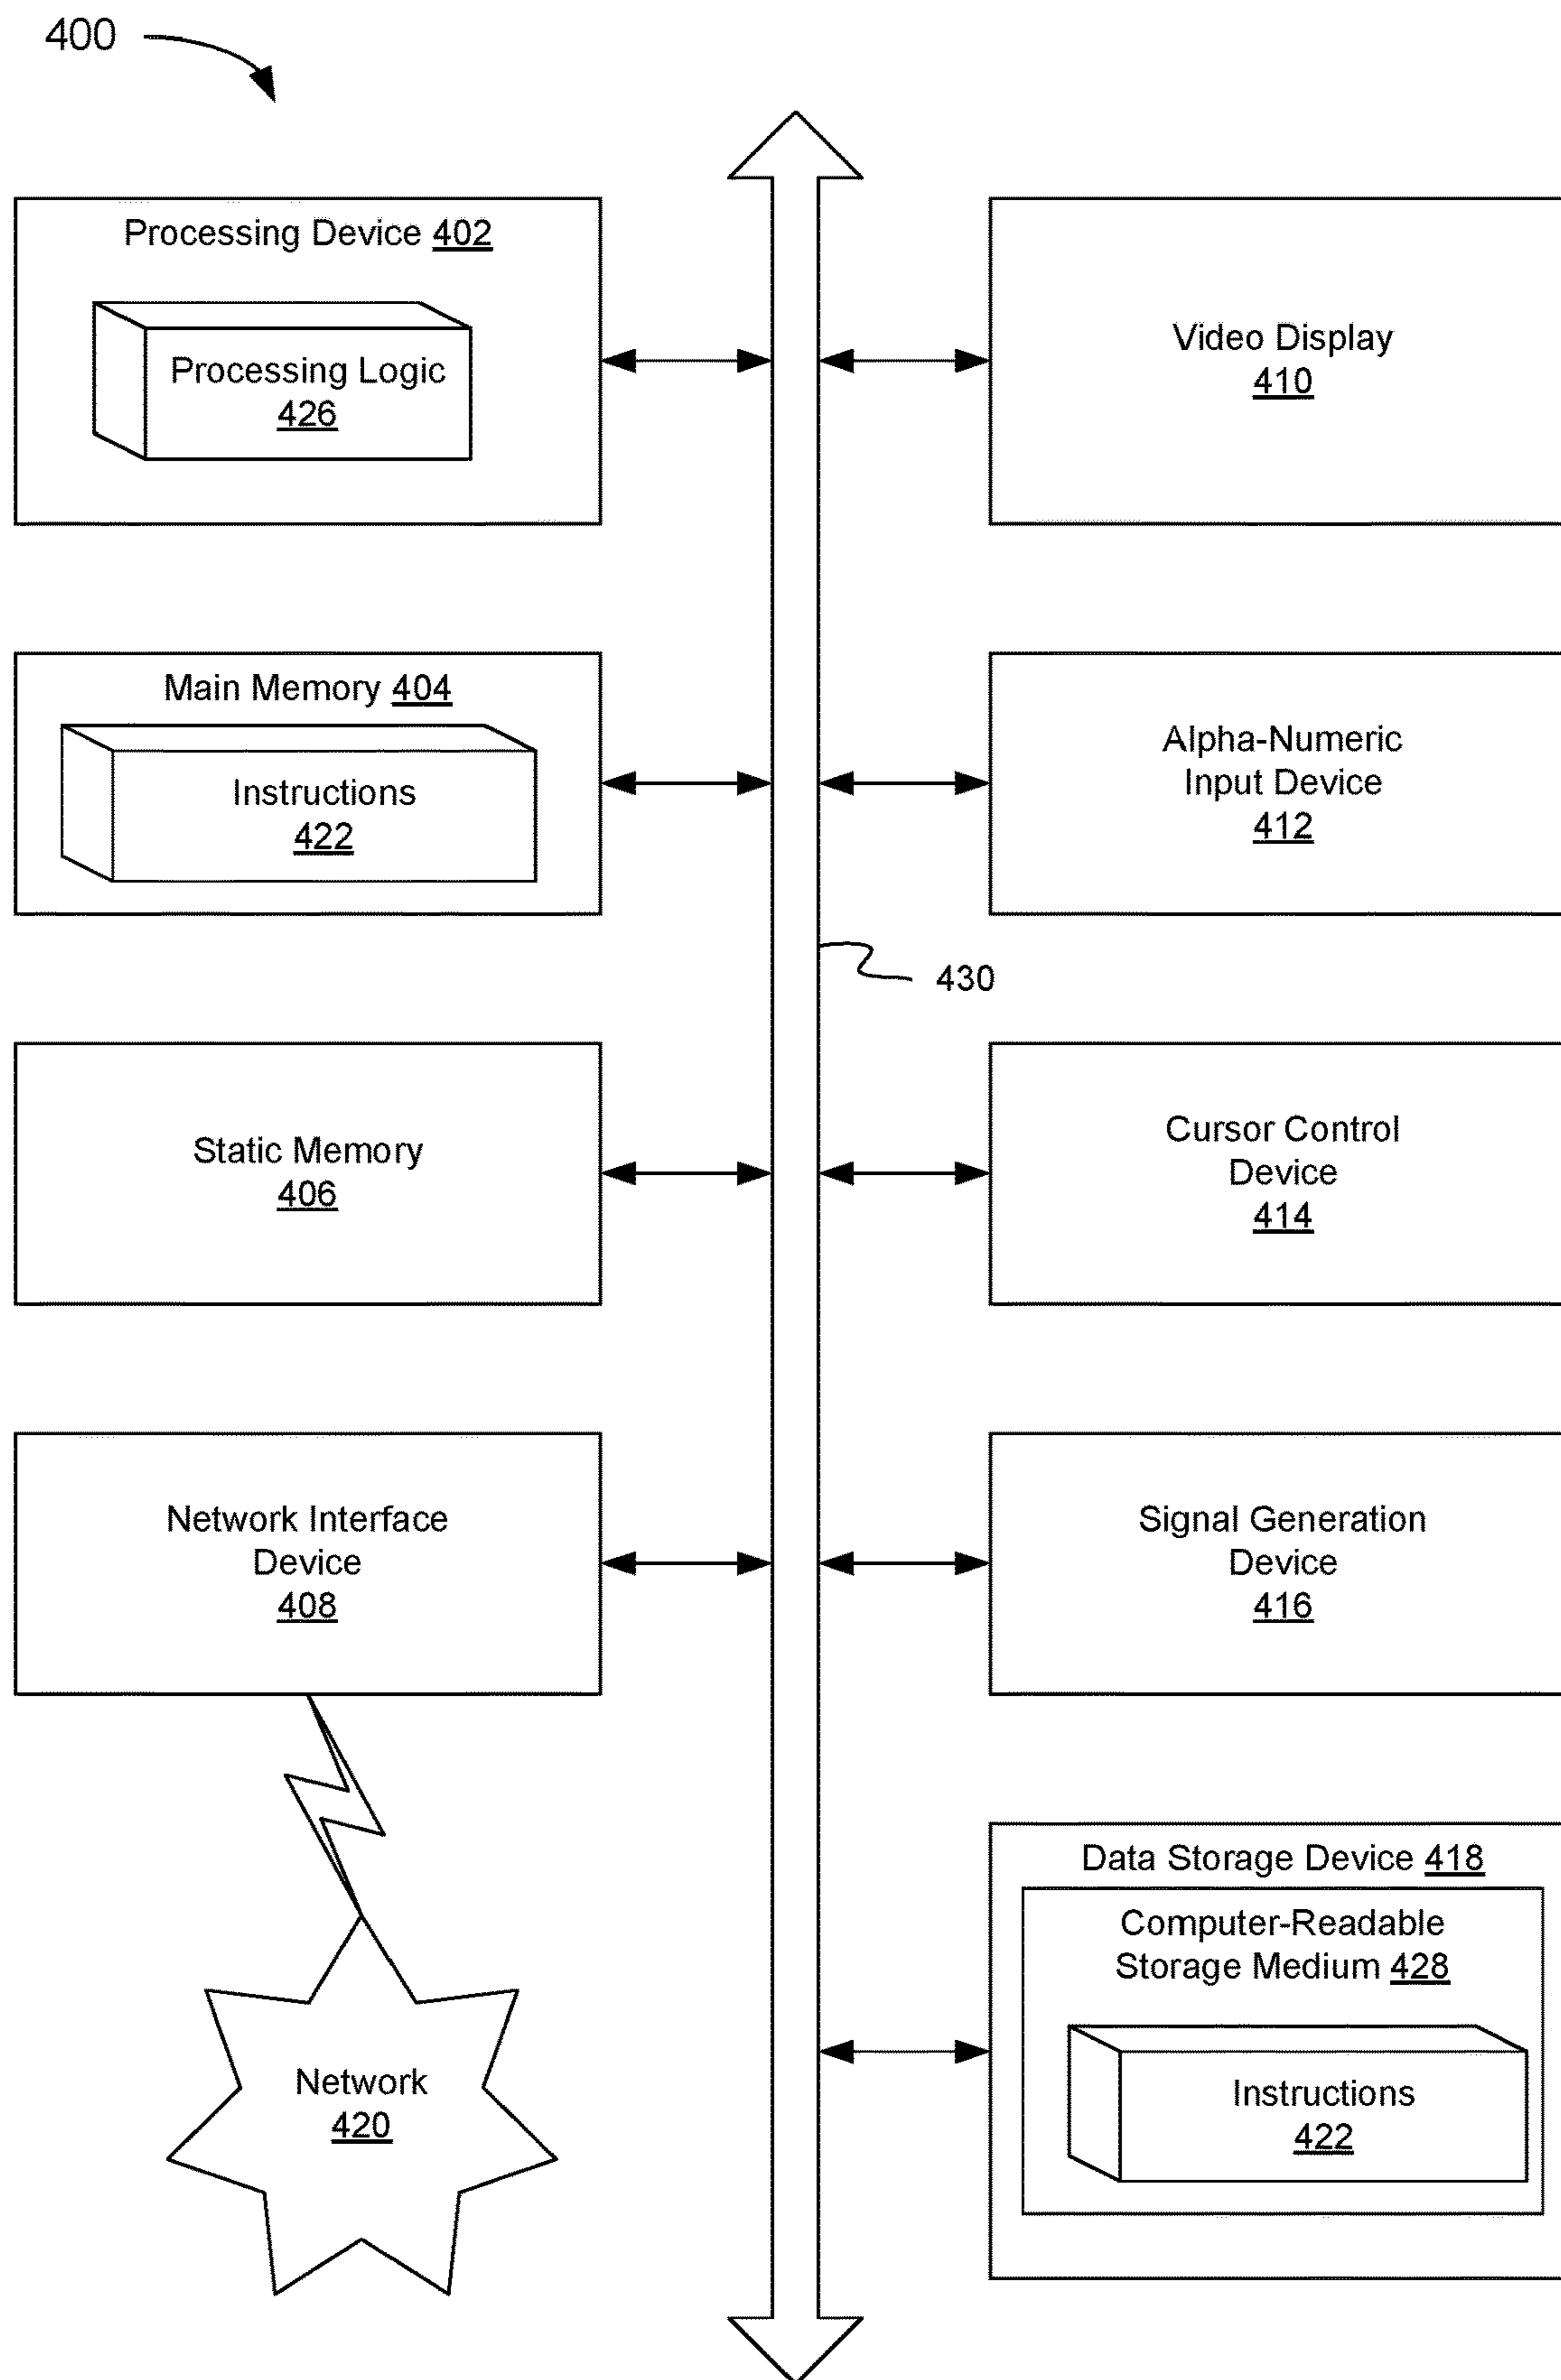 400
Processing Device 402
Processing Logic
426
Video Display
410
Main Memory 404
Instructions
422
Alpha-Numeric
Input Device
412
430
Static Memory
406
Cursor Control
Device
414
Network Interface
Device
408
Signal Generation
Device
416
Data Storage Device 418
Computer-Readable
Storage Medium 428
Instructions
422
Network
420